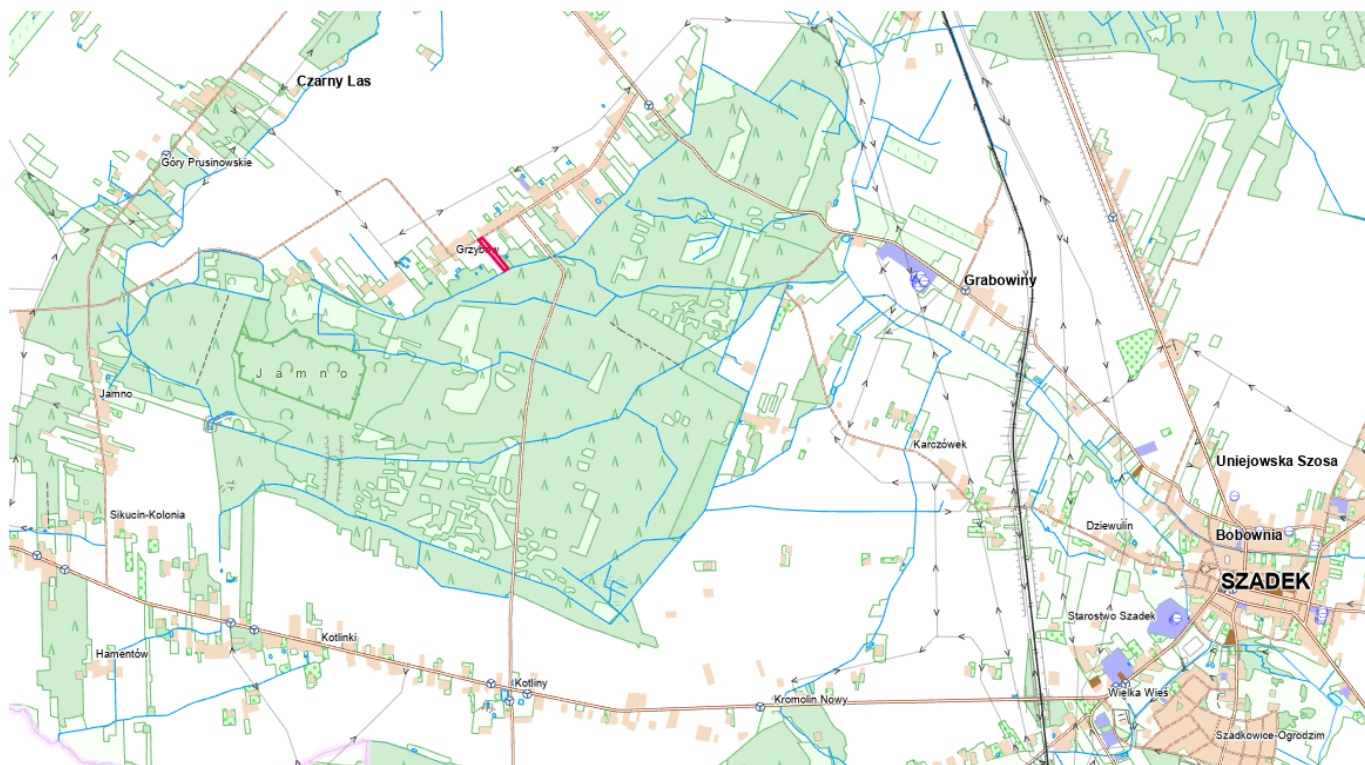 Czarny Las
Góry Prusinowskie
Grzybów
Grabowiny
Jamno
Jamno
Karczówek
Uniejowska Szosa
Sikucin-Kolonia
Dziewulin
Bobownia
SZADEK
Starostwo Szadek
Kotlinki
Hamentów
Kotliny
Wielka Wieś
Kromolin Nowy
Szadkowice-Ogrodzim